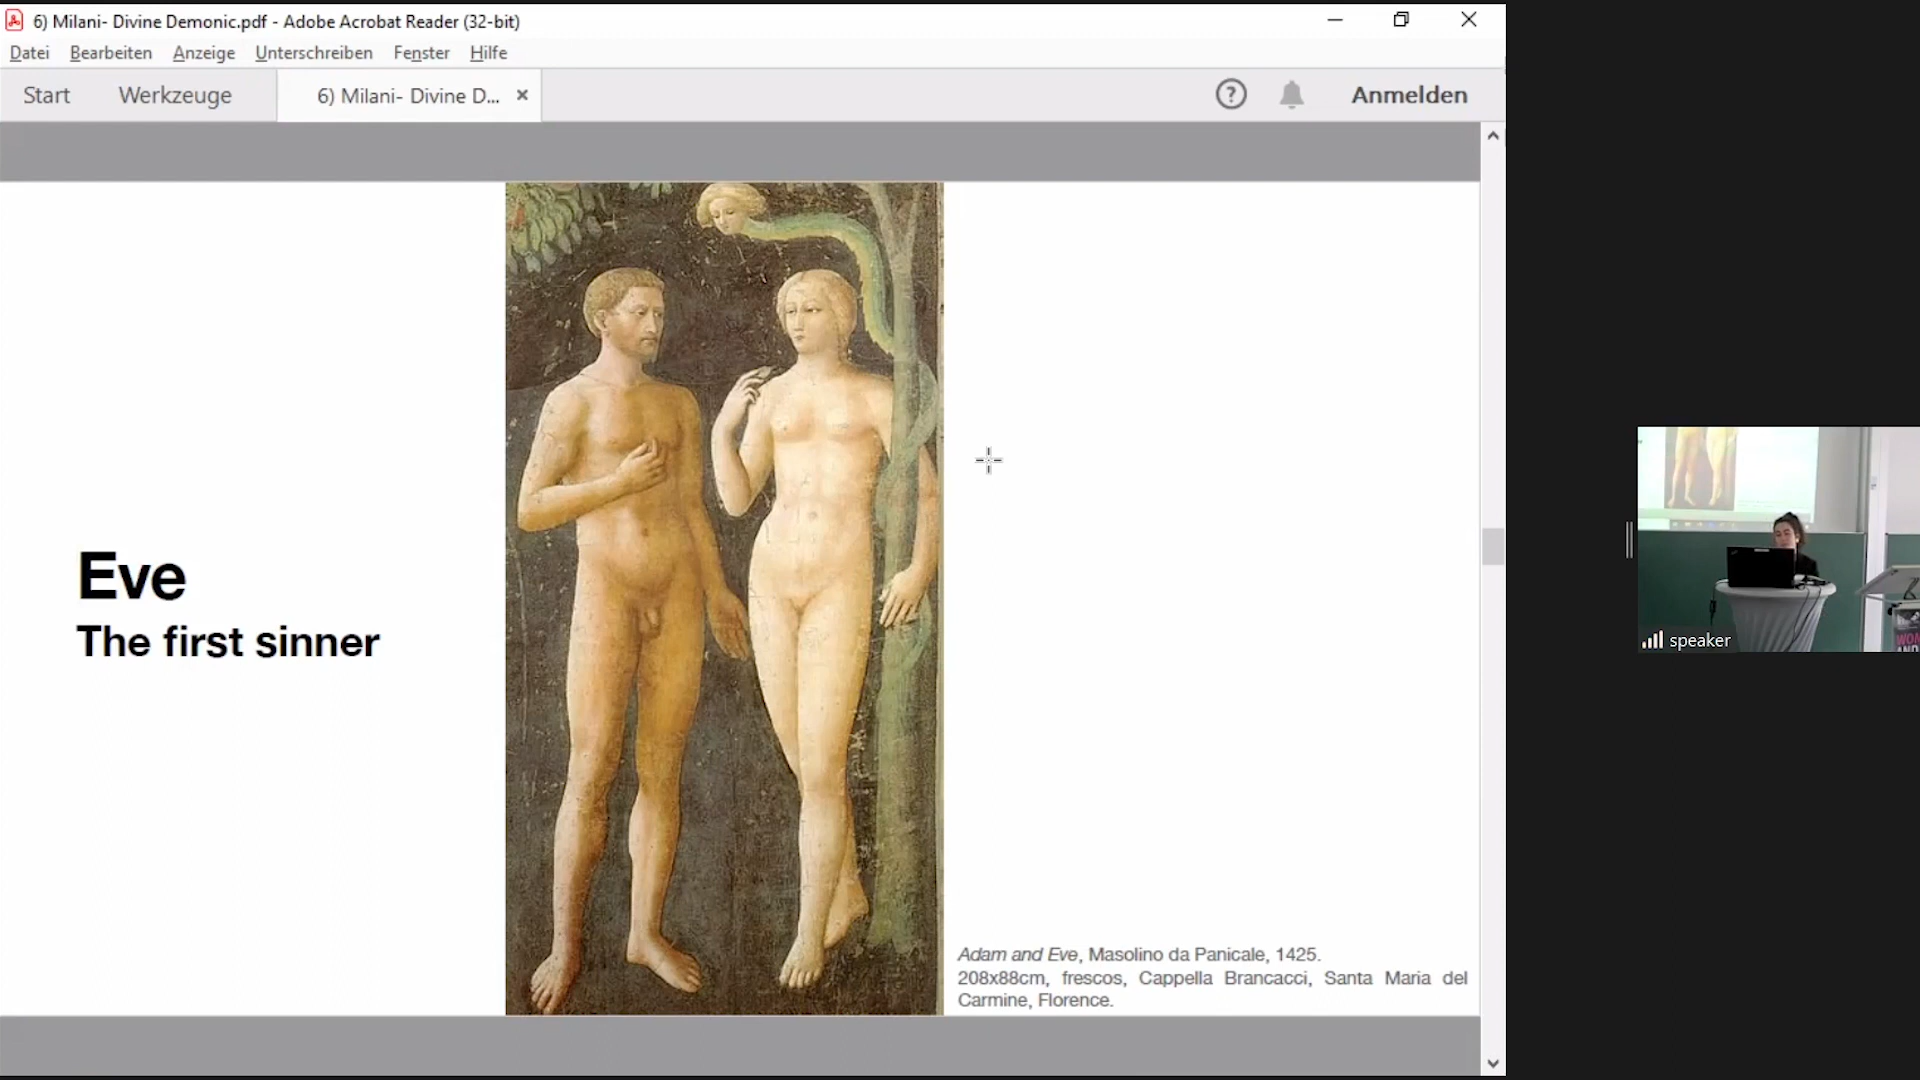 6) Milani- Divine Demonic.pdf - Adobe Acrobat Reader (32-bit)
Datei Bearbeiten Anzeige Unterschreiben Fenster Hilfe
Start Werkzeuge 6) Milani- Divine D... × ? Anmelden
Eve
The first sinner
Adam and Eve, Masolino da Panicale, 1425.
208x88cm, frescos, Cappella Brancacci, Santa Maria del
Carmine, Florence.
speaker